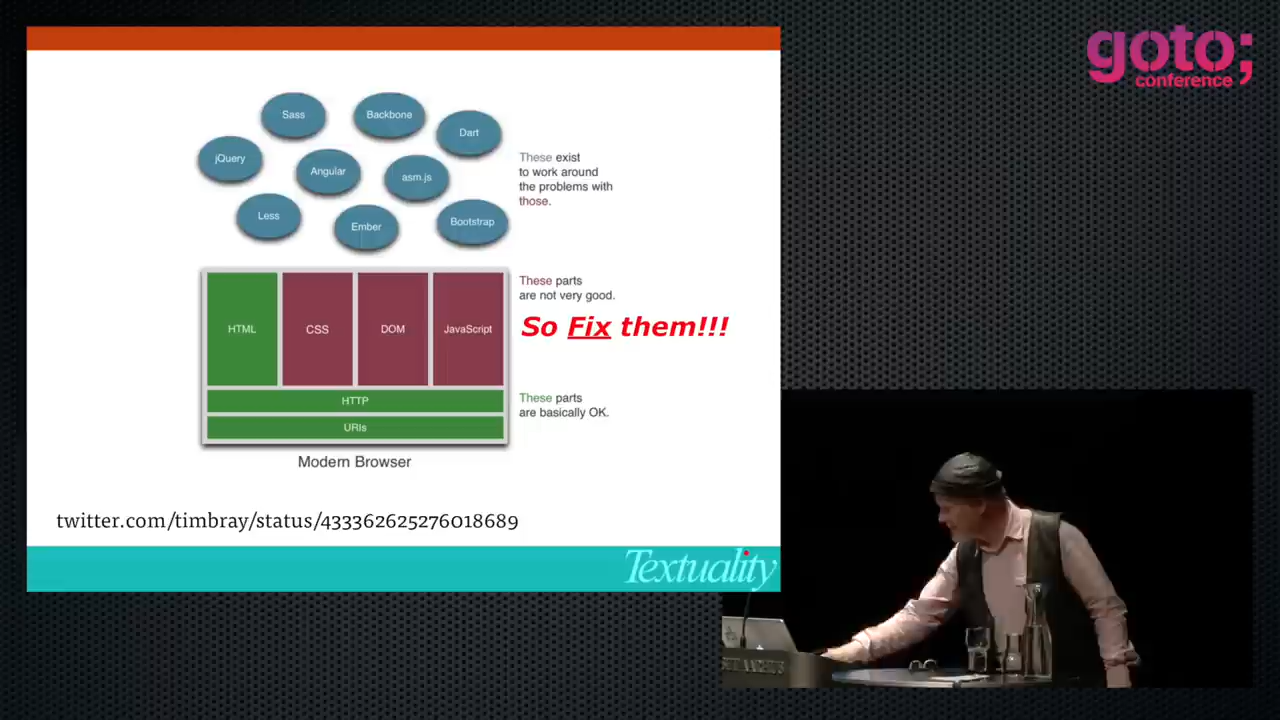 goto;
conference
Sass
Backbone
Dart
jQuery
Angular
asm.js
Less
Ember
Bootstrap
These exist
to work around
the problems with
those.
HTML
CSS
DOM
JavaScript
These parts
are not very good.
So Fix them!!!
HTTP
URIs
These parts
are basically OK.
Modern Browser
twitter.com/timbray/status/433362625276018689
Textuality